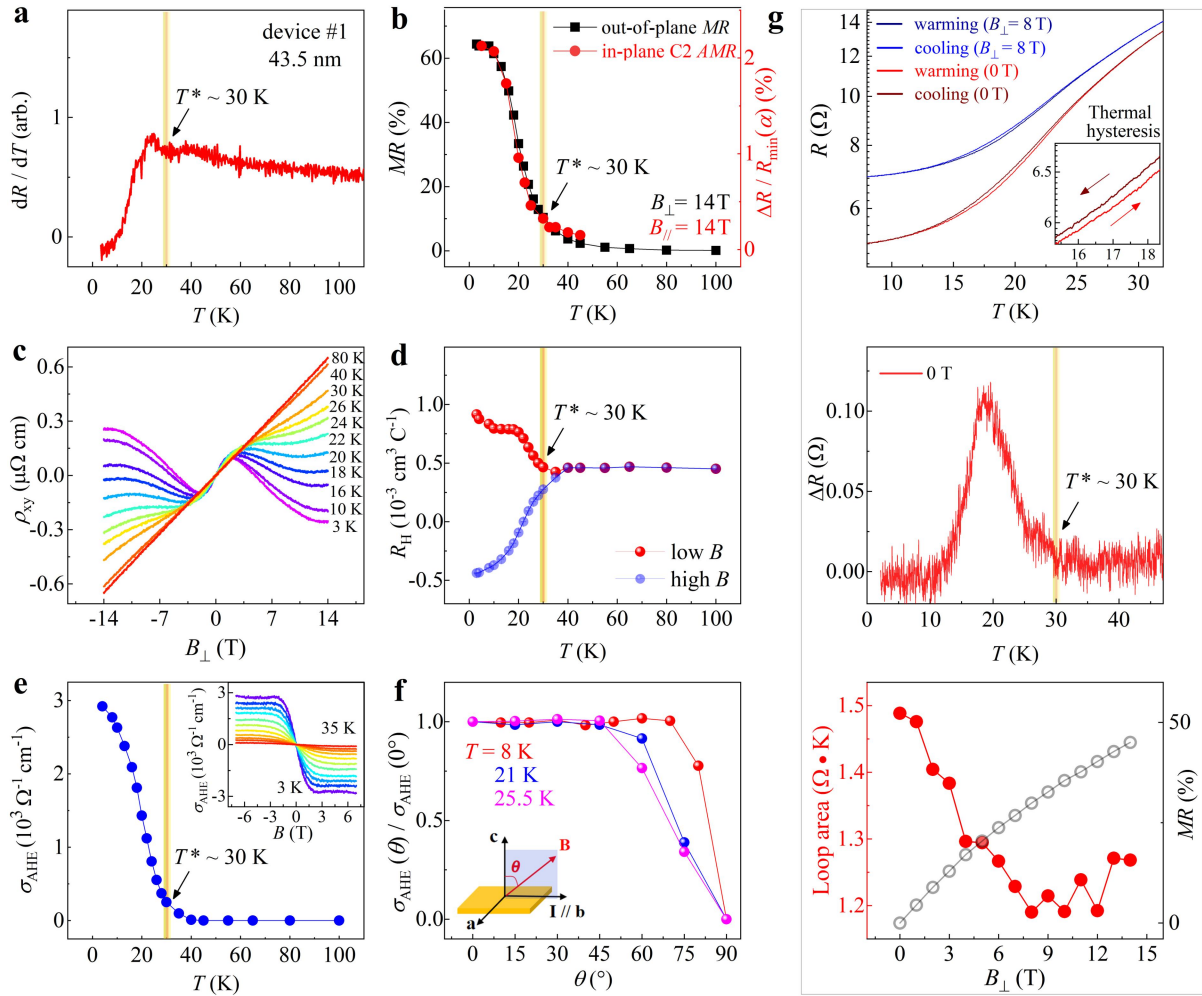 a
device #1
43.5 nm
T* ~ 30 K
dR / dT (arb.)
1
0
0 20 40 60 80 100
T (K)
b
out-of-plane MR
in-plane C2 AMR
T* ~ 30 K
B⊥ = 14T
B// = 14T
MR (%)
60
40
20
0
ΔR / Rmin(α) (%)
2
1
0
0 20 40 60 80 100
T (K)
g
warming (B⊥ = 8 T)
cooling (B⊥ = 8 T)
warming (0 T)
cooling (0 T)
Thermal
hysteresis
6.5
6
16 17 18
R (Ω)
14
12
10
8
6
10 15 20 25 30
T (K)
c
ρxy (μΩ cm)
0.6
0.3
0.0
-0.3
-0.6
80 K
40 K
30 K
26 K
24 K
22 K
20 K
18 K
16 K
10 K
3 K
-14 -7 0 7 14
B⊥ (T)
d
T* ~ 30 K
RH (10-3 cm3 C-1)
1.0
0.5
0.0
-0.5
low B
high B
0 20 40 60 80 100
T (K)
0 T
T* ~ 30 K
ΔR (Ω)
0.10
0.05
0.00
0 10 20 30 40
T (K)
e
σAHE (103 Ω-1 cm-1)
3
2
1
0
T* ~ 30 K
σAHE (103 Ω-1 cm-1)
3
0
-3
35 K
3 K
-6 -3 0 3 6
B (T)
0 20 40 60 80 100
T (K)
f
σAHE (θ) / σAHE (0°)
1.0
0.5
0.0
T = 8 K
21 K
25.5 K
c
B
θ
I // b
a
0 15 30 45 60 75 90
θ (°)
Loop area (Ω • K)
1.5
1.4
1.3
1.2
MR (%)
50
0
0 3 6 9 12 15
B⊥ (T)